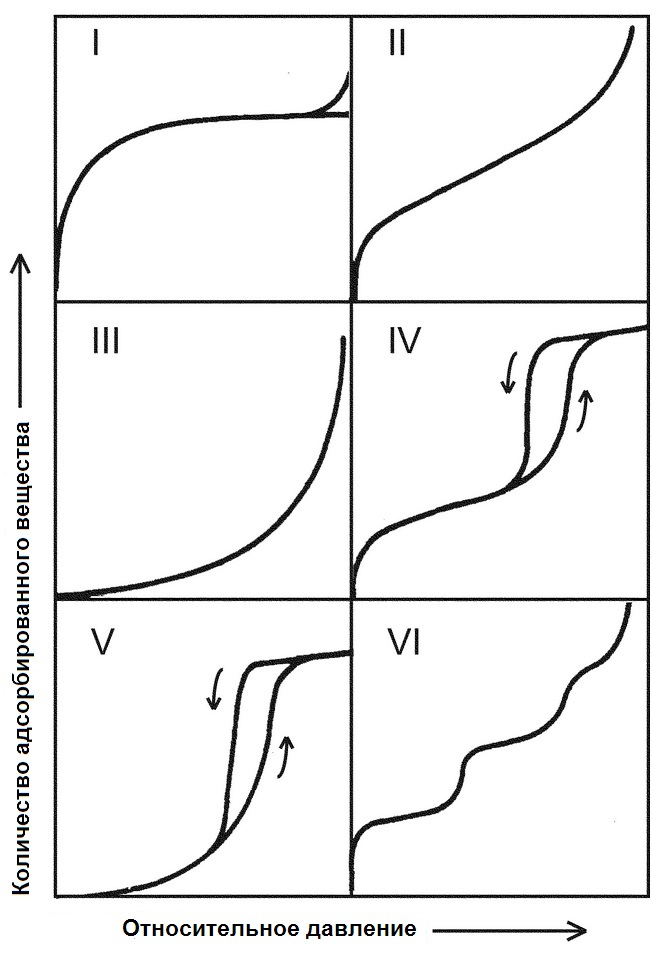 I
II
III
IV
V
VI
Количество адсорбированного вещества
Относительное давление